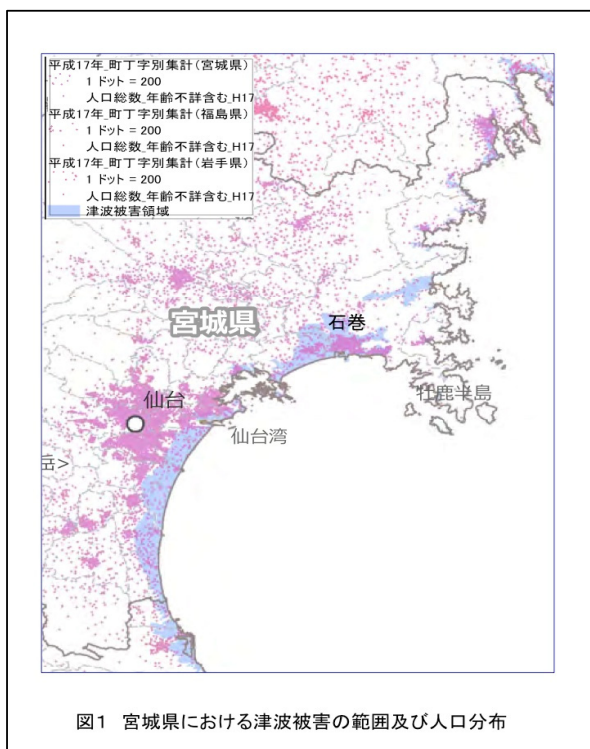 平成17年_町丁字別集計(宮城県)
1 ドット = 200
人口総数_年齢不詳含む_H17
平成17年_町丁字別集計(福島県)
1 ドット = 200
人口総数_年齢不詳含む_H17
平成17年_町丁字別集計(岩手県)
1 ドット = 200
人口総数_年齢不詳含む_H17
津波被害領域
石巻
宮城県
牡鹿半島
仙台
仙台湾
岳>
図1 宮城県における津波被害の範囲及び人口分布